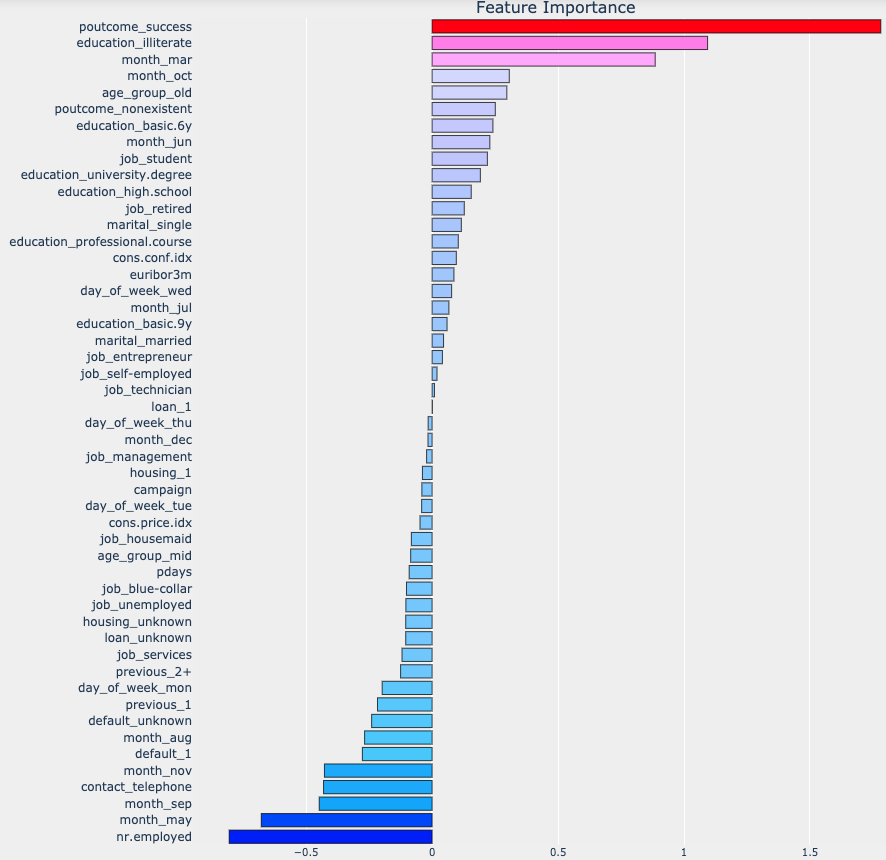 Feature Importance
poutcome_success
education_illiterate
month_mar
month_oct
age_group_old
poutcome_nonexistent
education_basic.6y
month_jun
job_student
education_university.degree
education_high.school
job_retired
marital_single
education_professional.course
cons.conf.idx
euribor3m
day_of_week_wed
month_jul
education_basic.9y
marital_married
job_entrepreneur
job_self-employed
job_technician
loan_1
day_of_week_thu
month_dec
job_management
housing_1
campaign
day_of_week_tue
cons.price.idx
job_housemaid
age_group_mid
pdays
job_blue-collar
job_unemployed
housing_unknown
loan_unknown
job_services
previous_2+
day_of_week_mon
previous_1
default_unknown
month_aug
default_1
month_nov
contact_telephone
month_sep
month_may
nr.employed
−0.5 0 0.5 1 1.5